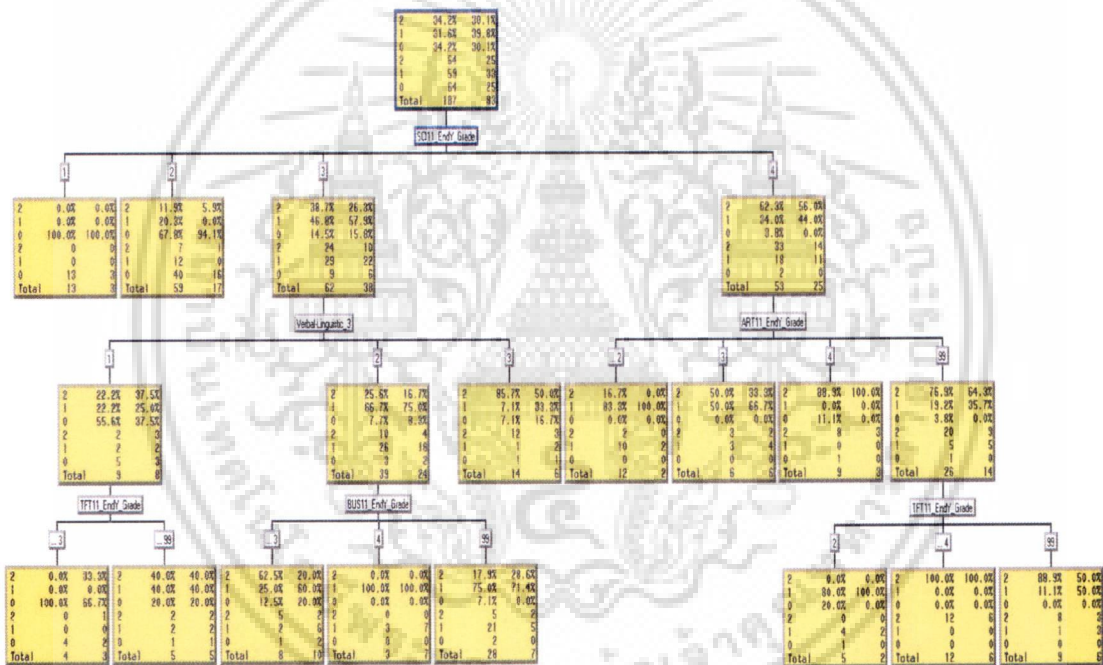 2 34.2% 30.1%
1 31.6% 39.8%
0 34.2% 30.1%
2 64 25
1 59 33
0 64 25
Total 187 83
SCI11_EndY_Grade
1 2 3 4
2 0.0% 0.0%
1 0.0% 0.0%
0 100.0% 100.0%
2 0 0
1 0 0
0 13 3
Total 13 3
2 11.9% 5.9%
1 20.3% 0.0%
0 67.8% 94.1%
2 7 1
1 12 0
0 40 16
Total 59 17
2 38.7% 26.3%
1 46.8% 57.9%
0 14.5% 15.8%
2 24 10
1 29 22
0 9 6
Total 62 38
2 62.3% 56.0%
1 34.0% 44.0%
0 3.8% 0.0%
2 33 14
1 18 11
0 2 0
Total 53 25
Verbal-Linguistic_3
ART11_EndY_Grade
1 2 3 ...2 3 4 99
2 22.2% 37.5%
1 22.2% 25.0%
0 55.6% 37.5%
2 2 3
1 2 2
0 5 3
Total 9 8
2 25.6% 16.7%
1 66.7% 75.0%
0 7.7% 8.3%
2 10 4
1 26 18
0 3 2
Total 39 24
2 85.7% 50.0%
1 7.1% 33.3%
0 7.1% 16.7%
2 12 3
1 1 2
0 1 1
Total 14 6
2 16.7% 0.0%
1 83.3% 100.0%
0 0.0% 0.0%
2 2 0
1 10 2
0 0 0
Total 12 2
2 50.0% 33.3%
1 50.0% 66.7%
0 0.0% 0.0%
2 3 2
1 3 4
0 0 0
Total 6
2 88.9% 100.0%
1 0.0% 0.0%
0 11.1% 0.0%
2 8 3
1 0 0
0 1 0
Total 9 3
2 76.9% 64.3%
1 19.2% 35.7%
0 3.8% 0.0%
2 20 9
1 5 5
0 1 0
Total 26 14
TFT11_EndY_Grade
BUS11_EndY_Grade
TFT11_EndY_Grade
...3 ...99 ...3 4 99 2 ...4 99
2 0.0% 33.3%
1 0.0% 0.0%
0 100.0% 66.7%
2 0 1
1 0 0
0 4 2
Total 4 3
2 40.0% 40.0%
1 40.0% 40.0%
0 20.0% 20.0%
2 2 2
1 2 2
0 1 1
Total 5 5
2 62.5% 20.0%
1 25.0% 60.0%
0 12.5% 20.0%
2 5 2
1 2 6
0 1 2
Total 8 10
2 0.0% 0.0%
1 100.0% 100.0%
0 0.0% 0.0%
2 0 0
1 3 7
0 0 0
Total 3 7
2 17.9% 28.6%
1 75.0% 71.4%
0 7.1% 0.0%
2 5 2
1 21 5
0 2 0
Total 28 7
2 0.0% 0.0%
1 80.0% 100.0%
0 20.0% 0.0%
2 0 0
1 4 2
0 1 0
Total 5 2
2 100.0% 100.0%
1 0.0% 0.0%
0 0.0% 0.0%
2 12 6
1 0 0
0 0 0
Total 12 6
2 88.9% 50.0%
1 11.1% 50.0%
0 0.0% 0.0%
2 8 3
1 1 3
0 0 0
Total 9 6